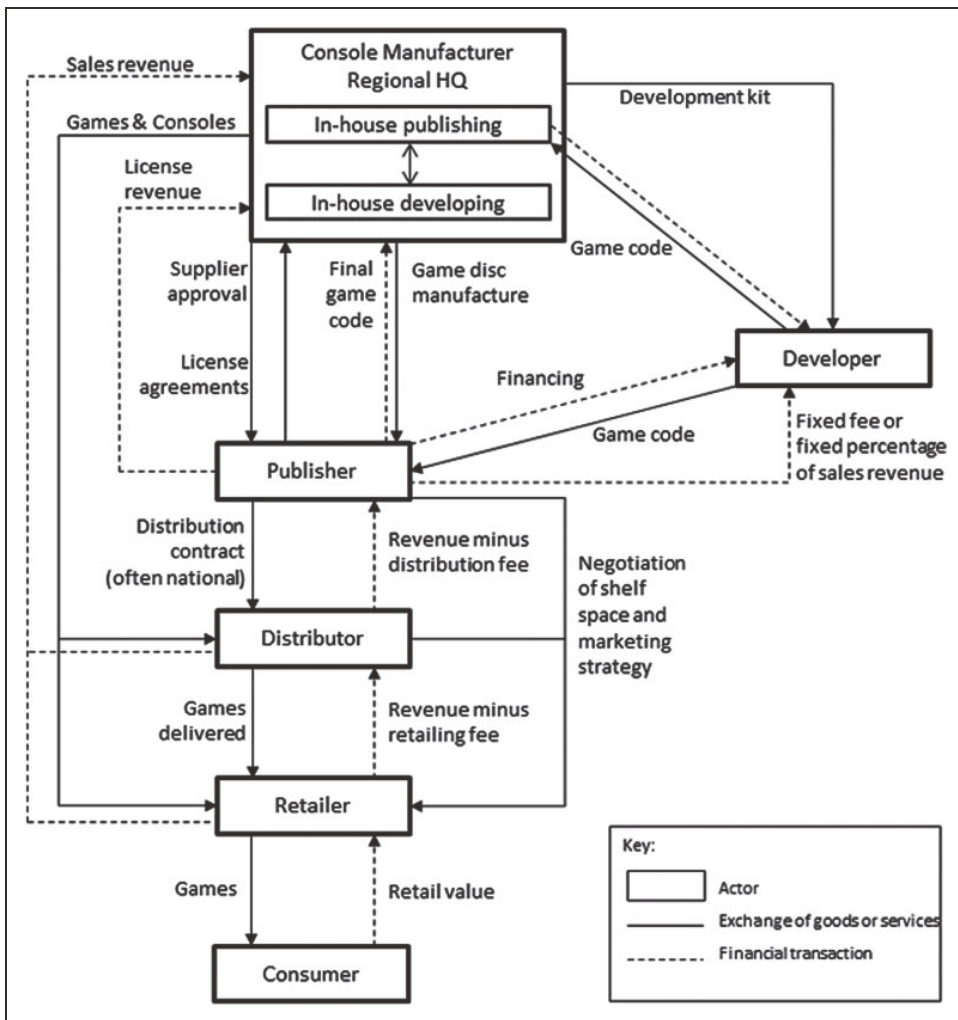 Console Manufacturer
Regional HQ
In-house publishing
In-house developing
Sales revenue
Games & Consoles
License
revenue
Development kit
Supplier
approval
Final
game
code
Game disc
manufacture
Game code
License
agreements
Developer
Financing
Game code
Fixed fee or
fixed percentage
of sales revenue
Publisher
Distribution
contract
(often national)
Revenue minus
distribution fee
Negotiation
of shelf
space and
marketing
strategy
Distributor
Games
delivered
Revenue minus
retailing fee
Retailer
Games
Retail value
Consumer
Key:
Actor
Exchange of goods or services
Financial transaction